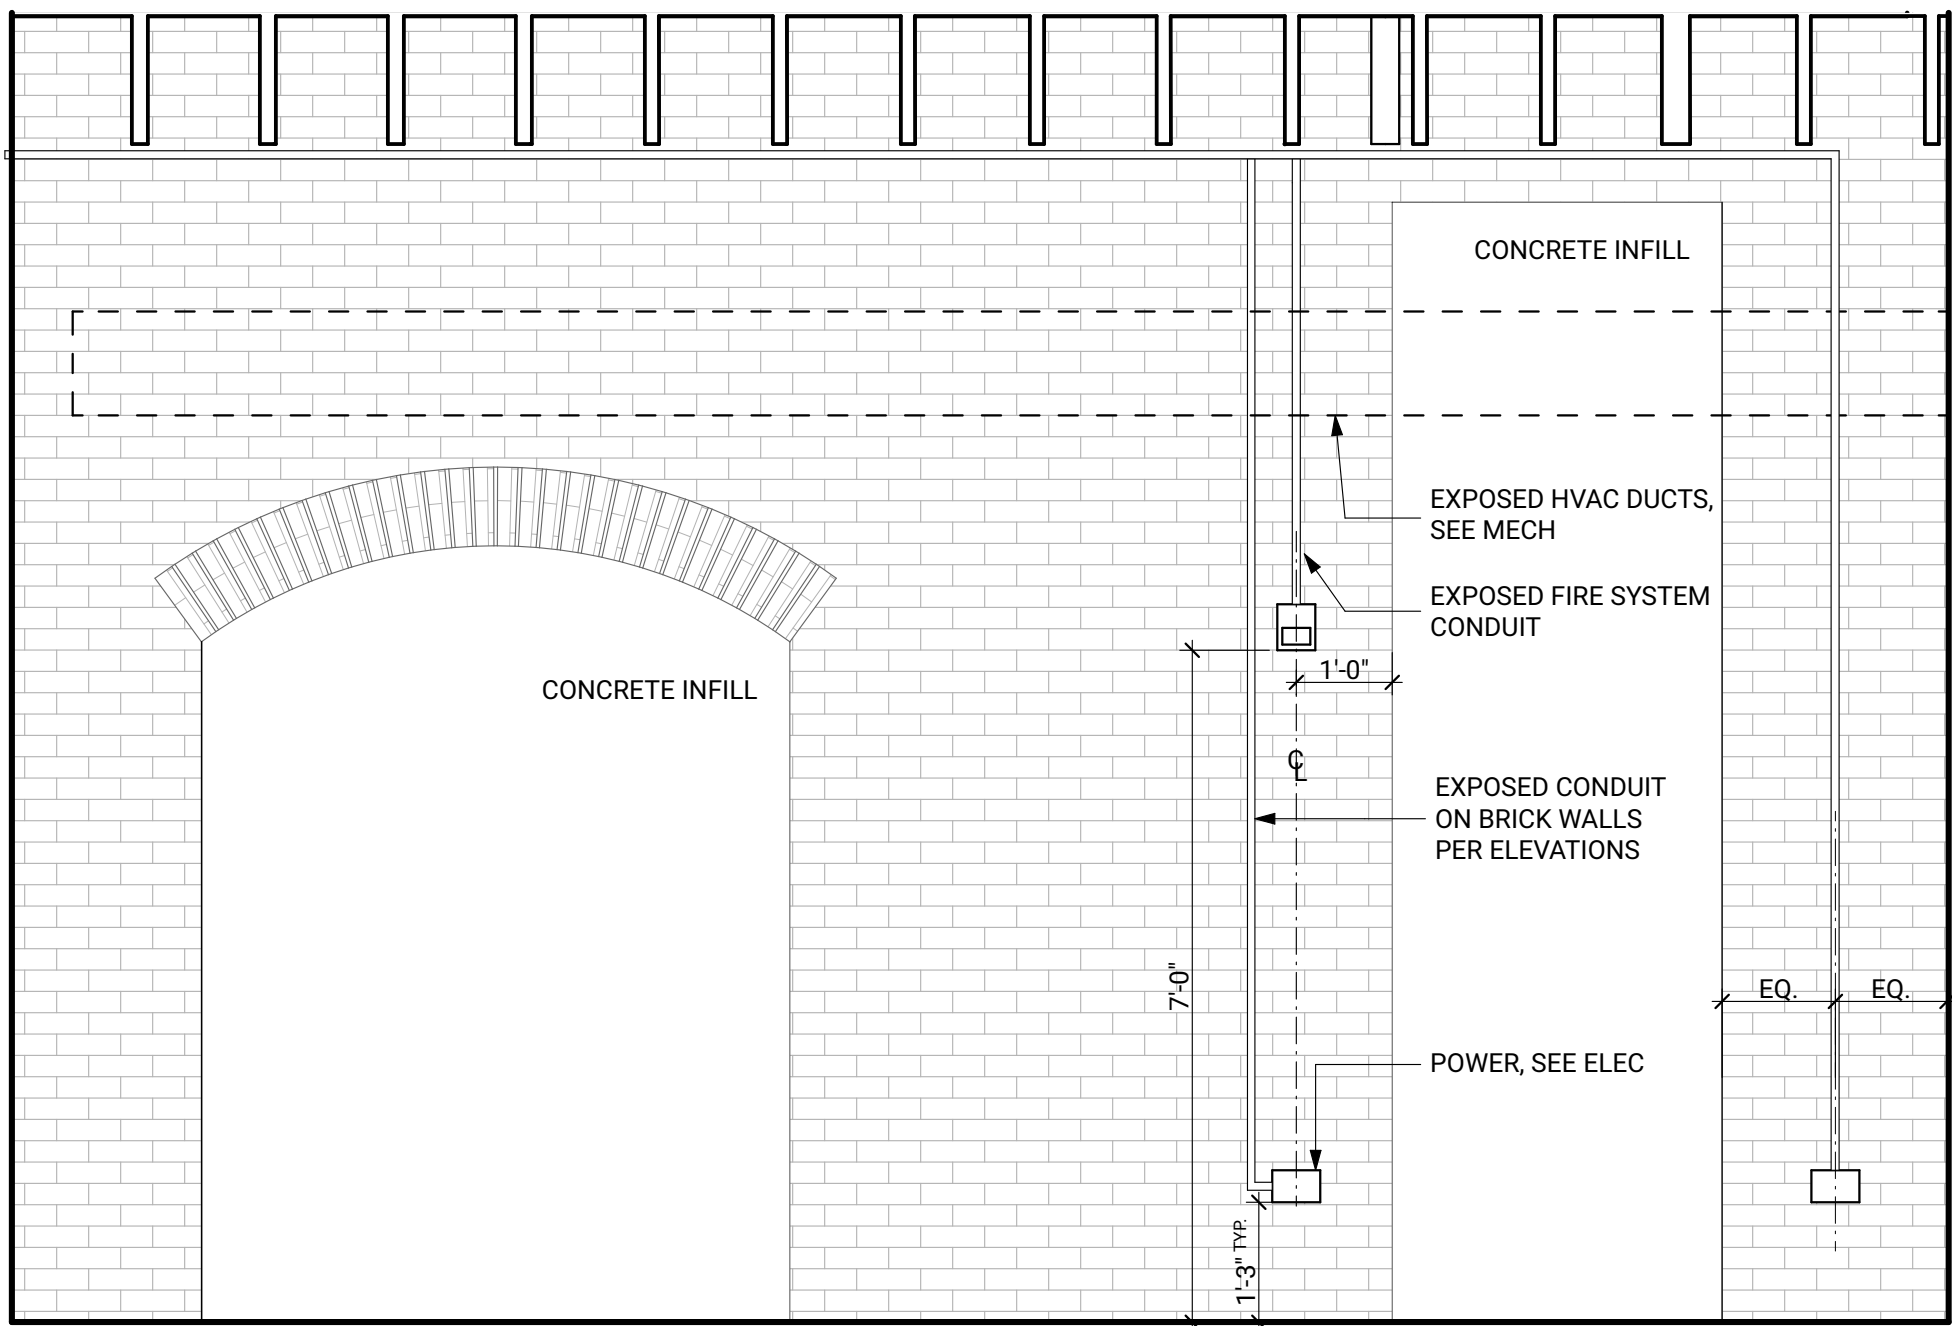 CONCRETE INFILL
EXPOSED HVAC DUCTS,
SEE MECH
EXPOSED FIRE SYSTEM
CONDUIT
1'-0"
CONCRETE INFILL
℄
EXPOSED CONDUIT
ON BRICK WALLS
PER ELEVATIONS
7'-0"
EQ.
EQ.
POWER, SEE ELEC
1'-3" TYP.